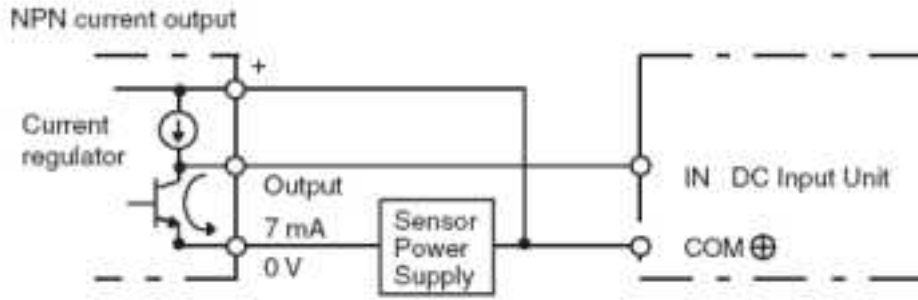 NPN current output
+
Current
regulator
Output
7 mA
0 V
Sensor
Power
Supply
IN DC Input Unit
COM ⊕